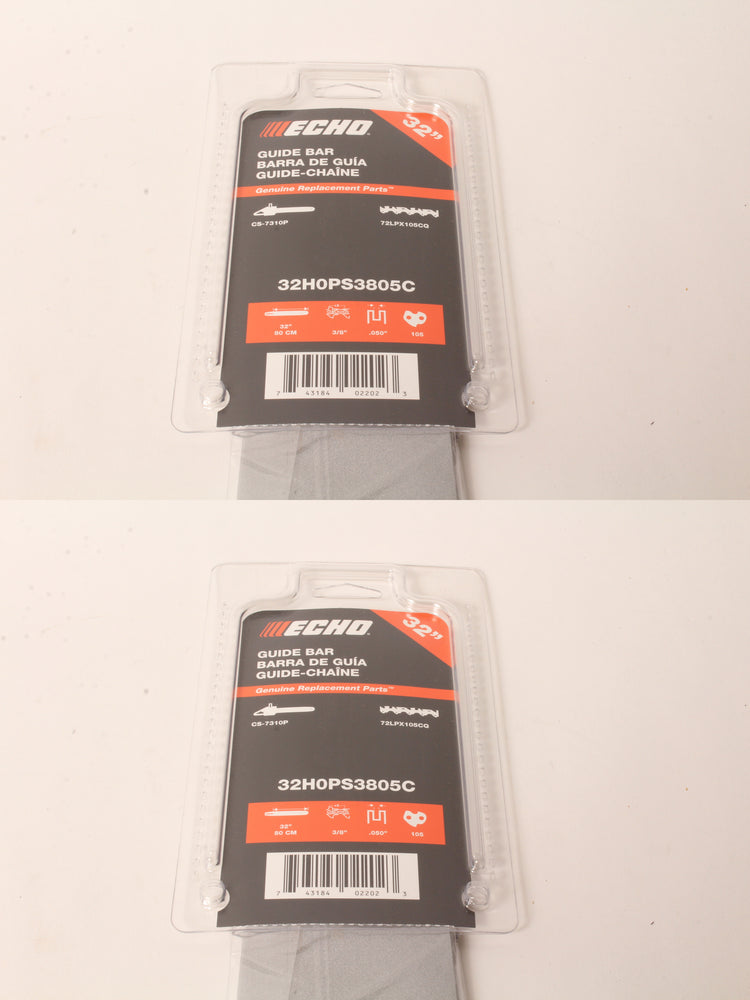 ECHO
32"
GUIDE BAR
BARRA DE GUÍA
GUIDE-CHAÎNE
Genuine Replacement Parts™
CS-7310P
72LPX105CQ
32H0PS3805C
32" 3/8" .050" 105
80 CM
7 43184 02202 3
ECHO
32"
GUIDE BAR
BARRA DE GUÍA
GUIDE-CHAÎNE
Genuine Replacement Parts™
CS-7310P
72LPX105CQ
32H0PS3805C
32" 3/8" .050" 105
80 CM
7 43184 02202 3